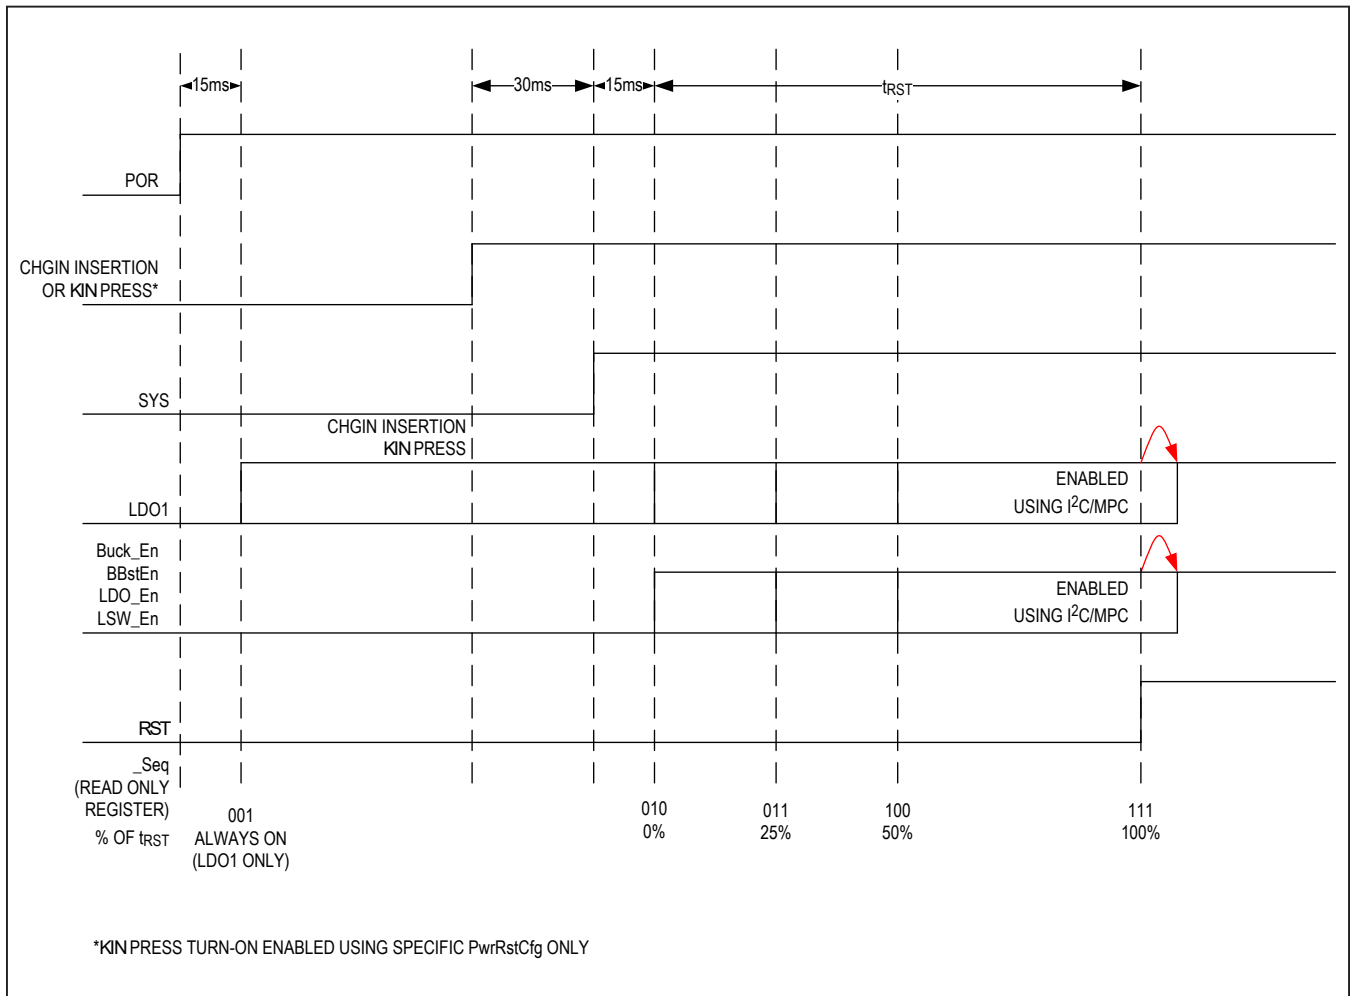 15ms
30ms
15ms
tRST
POR
CHGIN INSERTION
OR KIN PRESS*
SYS
CHGIN INSERTION
KIN PRESS
LDO1
ENABLED
USING I2C/MPC
Buck_En
BBstEn
LDO_En
LSW_En
ENABLED
USING I2C/MPC
RST
_Seq
(READ ONLY
REGISTER)
% OF tRST
001
ALWAYS ON
(LDO1 ONLY)
010
0%
011
25%
100
50%
111
100%
*KIN PRESS TURN-ON ENABLED USING SPECIFIC PwrRstCfg ONLY